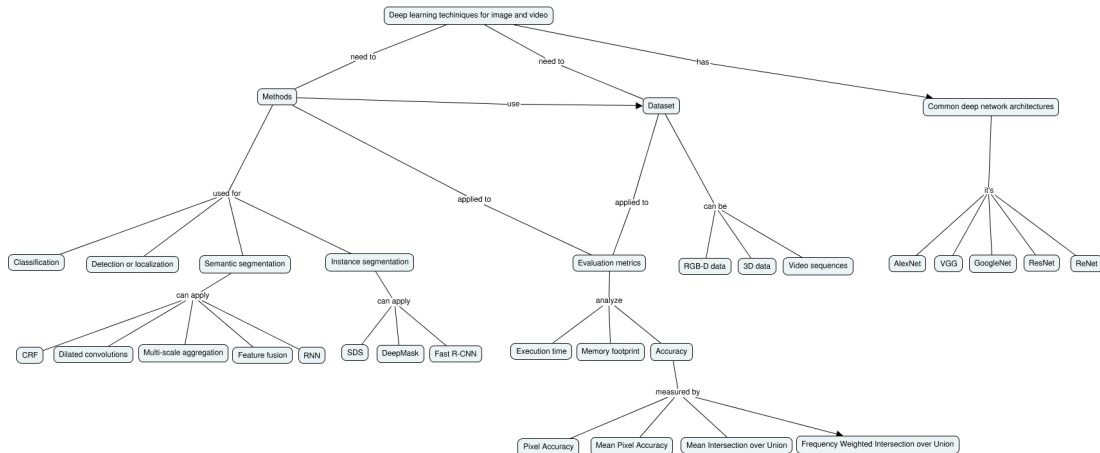 Deep learning techiniques for image and video
need to
need to
has
Methods
use
Dataset
Common deep network architectures
used for
applied to
applied to
can be
it's
Classification
Detection or localization
Semantic segmentation
Instance segmentation
Evaluation metrics
RGB-D data
3D data
Video sequences
AlexNet
VGG
GoogleNet
ResNet
ReNet
can apply
can apply
analyze
CRF
Dilated convolutions
Multi-scale aggregation
Feature fusion
RNN
SDS
DeepMask
Fast R-CNN
Execution time
Memory footprint
Accuracy
measured by
Pixel Accuracy
Mean Pixel Accuracy
Mean Intersection over Union
Frequency Weighted Intersection over Union